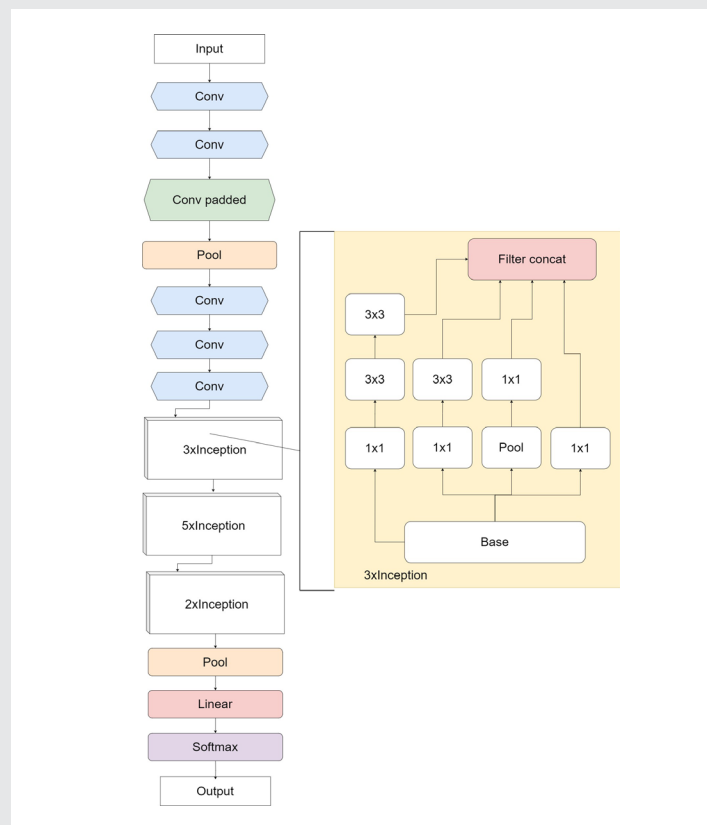 Input
Conv
Conv
Conv padded
Pool
Conv
Conv
Conv
3xInception
5xInception
2xInception
Pool
Linear
Softmax
Output
Filter concat
3x3
3x3
3x3
1x1
1x1
1x1
Pool
1x1
Base
3xInception